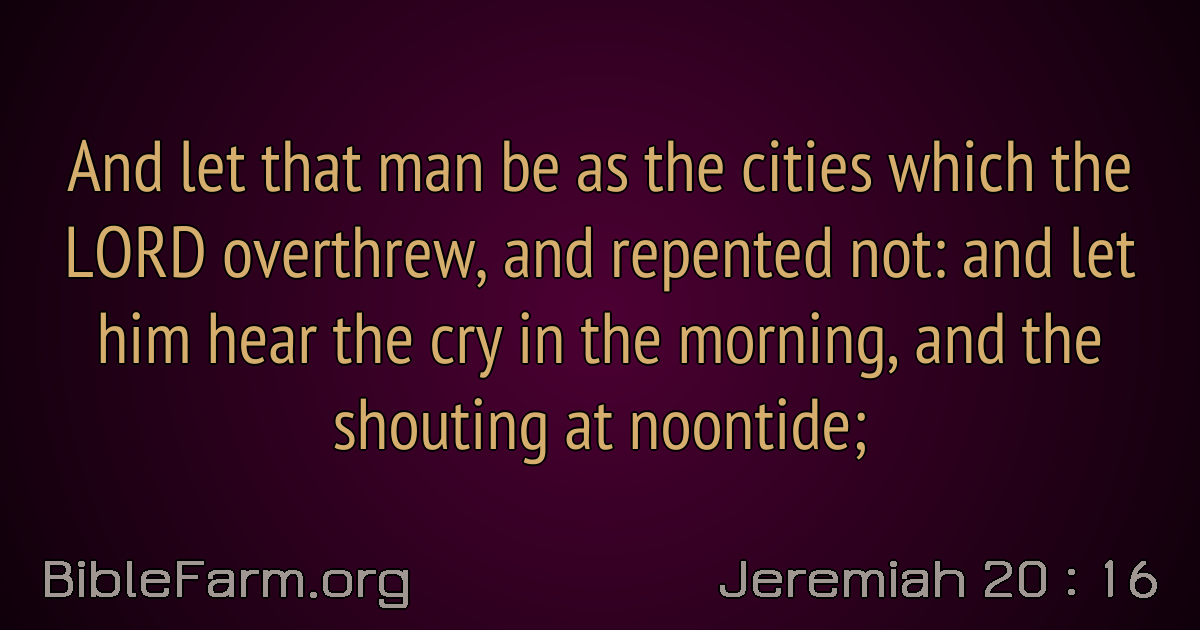 And let that man be as the cities which the
LORD overthrew, and repented not: and let
him hear the cry in the morning, and the
shouting at noontide;
BibleFarm.org
Jeremiah 20 : 16